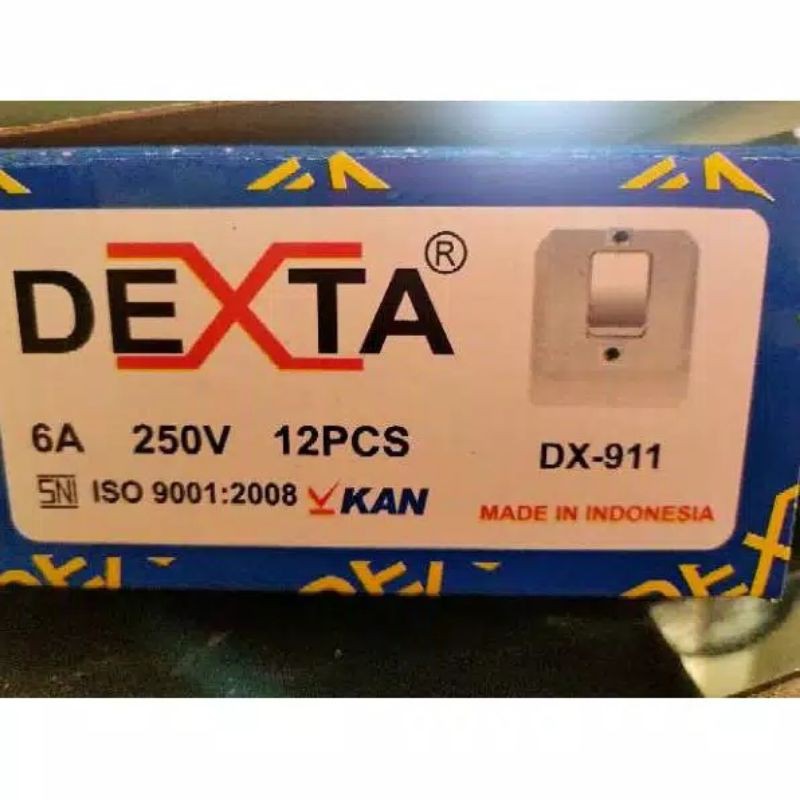 DEXTA®
6A 250V 12PCS
DX-911
SNI ISO 9001:2008 KAN
MADE IN INDONESIA